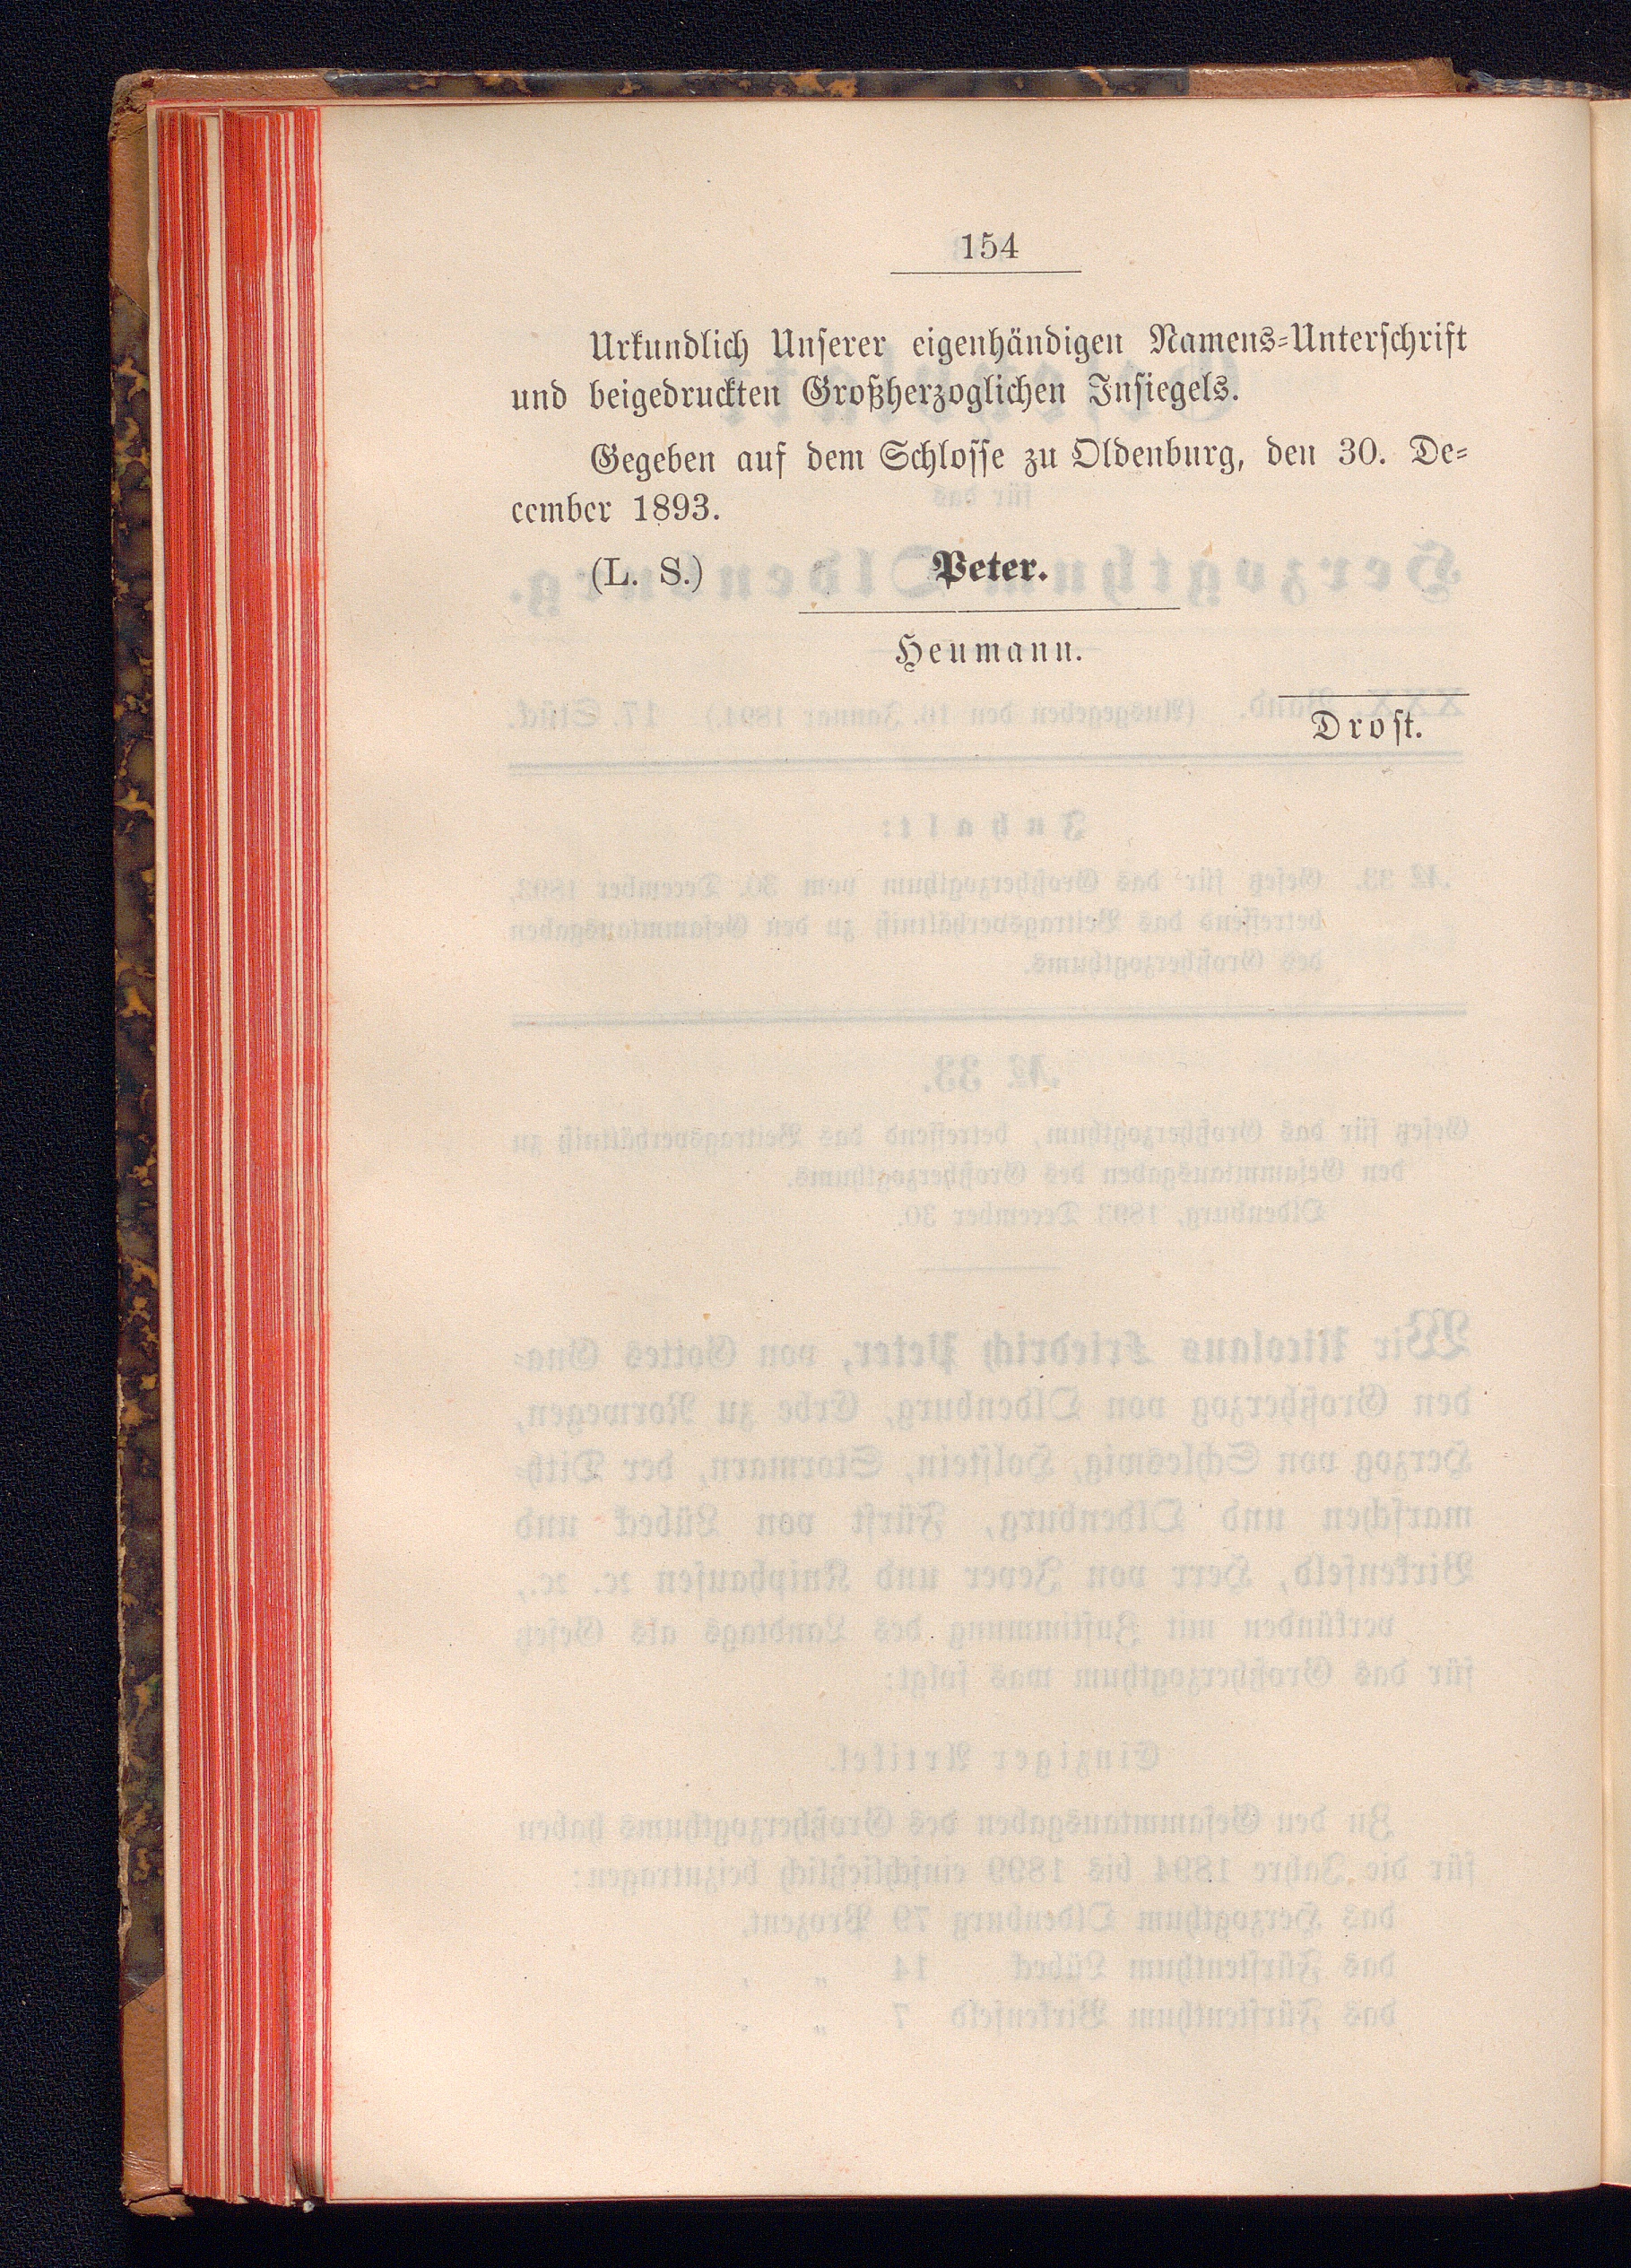 154
Urkundlich Unserer eigenhändigen Namens-Unterschrift
und beigedruckten Großherzoglichen Insiegels.
Gegeben auf dem Schlosse zu Oldenburg, den 30. De-
cember 1893.
(L. S.) Peter.
Heumann.
Drost.